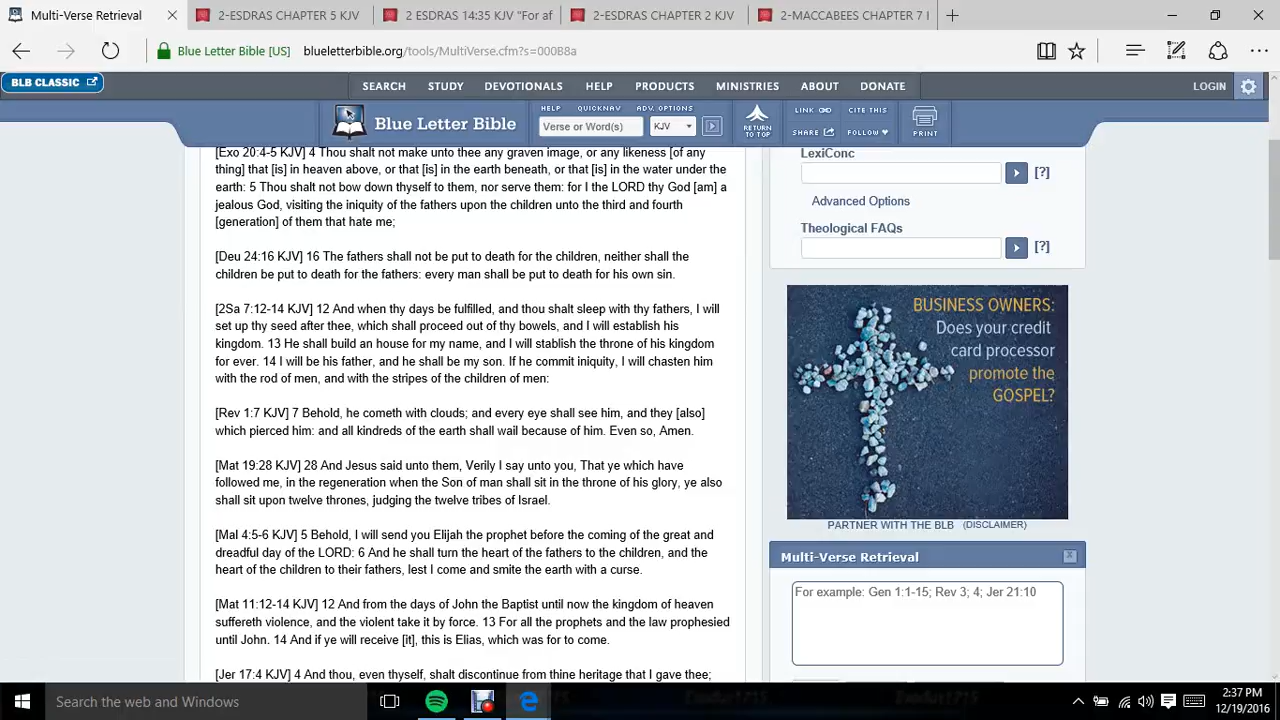 Multi-Verse Retrieval
2-ESDRAS CHAPTER 5 KJV
2 ESDRAS 14:35 KJV "For af
2-ESDRAS CHAPTER 2 KJV
2-MACCABEES CHAPTER 7 I
Blue Letter Bible [US]
blueletterbible.org/tools/MultiVerse.cfm?s=000B8a
BLB CLASSIC
SEARCH STUDY DEVOTIONALS HELP PRODUCTS MINISTRIES ABOUT DONATE
LOGIN
Blue Letter Bible
HELP QUICKNAV ADV. OPTIONS
Verse or Word(s)
KJV
RETURN
TO TOP
LINK
CITE THIS
SHARE
FOLLOW
PRINT
[Exo 20:4-5 KJV] 4 Thou shalt not make unto thee any graven image, or any likeness [of any
thing] that [is] in heaven above, or that [is] in the earth beneath, or that [is] in the water under the
earth: 5 Thou shalt not bow down thyself to them, nor serve them: for I the LORD thy God [am] a
jealous God, visiting the iniquity of the fathers upon the children unto the third and fourth
[generation] of them that hate me;
[Deu 24:16 KJV] 16 The fathers shall not be put to death for the children, neither shall the
children be put to death for the fathers: every man shall be put to death for his own sin.
[2Sa 7:12-14 KJV] 12 And when thy days be fulfilled, and thou shalt sleep with thy fathers, I will
set up thy seed after thee, which shall proceed out of thy bowels, and I will establish his
kingdom. 13 He shall build an house for my name, and I will stablish the throne of his kingdom
for ever. 14 I will be his father, and he shall be my son. If he commit iniquity, I will chasten him
with the rod of men, and with the stripes of the children of men:
[Rev 1:7 KJV] 7 Behold, he cometh with clouds; and every eye shall see him, and they [also]
which pierced him: and all kindreds of the earth shall wail because of him. Even so, Amen.
[Mat 19:28 KJV] 28 And Jesus said unto them, Verily I say unto you, That ye which have
followed me, in the regeneration when the Son of man shall sit in the throne of his glory, ye also
shall sit upon twelve thrones, judging the twelve tribes of Israel.
[Mal 4:5-6 KJV] 5 Behold, I will send you Elijah the prophet before the coming of the great and
dreadful day of the LORD: 6 And he shall turn the heart of the fathers to the children, and the
heart of the children to their fathers, lest I come and smite the earth with a curse.
[Mat 11:12-14 KJV] 12 And from the days of John the Baptist until now the kingdom of heaven
suffereth violence, and the violent take it by force. 13 For all the prophets and the law prophesied
until John. 14 And if ye will receive [it], this is Elias, which was for to come.
[Jer 17:4 KJV] 4 And thou, even thyself, shalt discontinue from thine heritage that I gave thee;
LexiConc
[?]
Advanced Options
Theological FAQs
[?]
BUSINESS OWNERS:
Does your credit
card processor
promote the
GOSPEL?
PARTNER WITH THE BLB (DISCLAIMER)
Multi-Verse Retrieval
For example: Gen 1:1-15; Rev 3; 4; Jer 21:10
Search the web and Windows
2:37 PM
12/19/2016